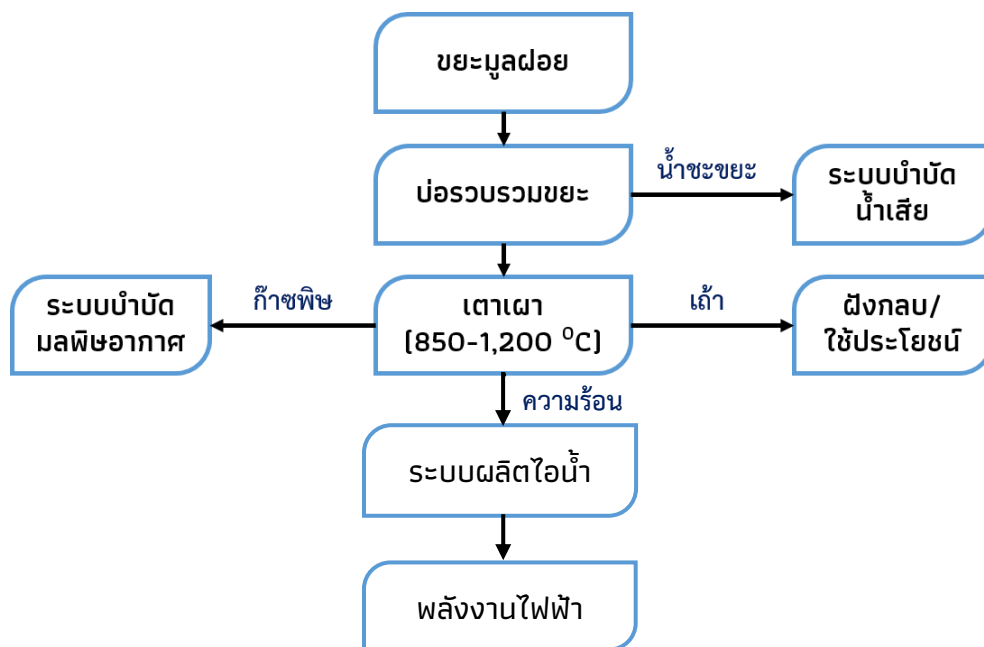 ขยะมูลฝอย
บ่อรวบรวมขยะ
น้ำชะขยะ
ระบบบำบัด
น้ำเสีย
ระบบบำบัด
มลพิษอากาศ
ก๊าซพิษ
เตาเผา
(850-1,200 ⁰C)
เถ้า
ฝังกลบ/
ใช้ประโยชน์
ความร้อน
ระบบผลิตไอน้ำ
พลังงานไฟฟ้า